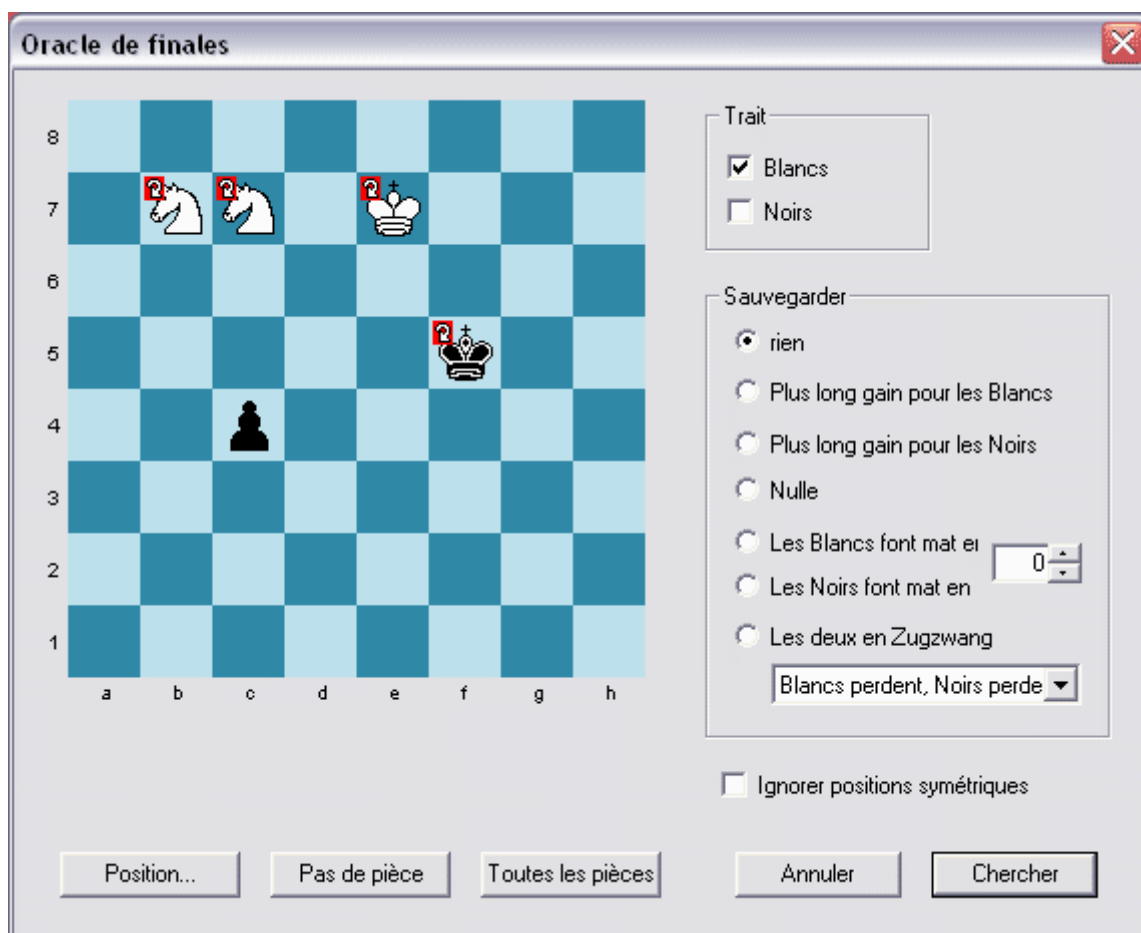 Oracle de finales
8
7
6
5
4
3
2
1
a b c d e f g h
Trait
Blancs
Noirs
Sauvegarder
rien
Plus long gain pour les Blancs
Plus long gain pour les Noirs
Nulle
Les Blancs font mat en
0
Les Noirs font mat en
Les deux en Zugzwang
Blancs perdent, Noirs perde
Ignorer positions symétriques
Position... Pas de pièce Toutes les pièces Annuler Chercher